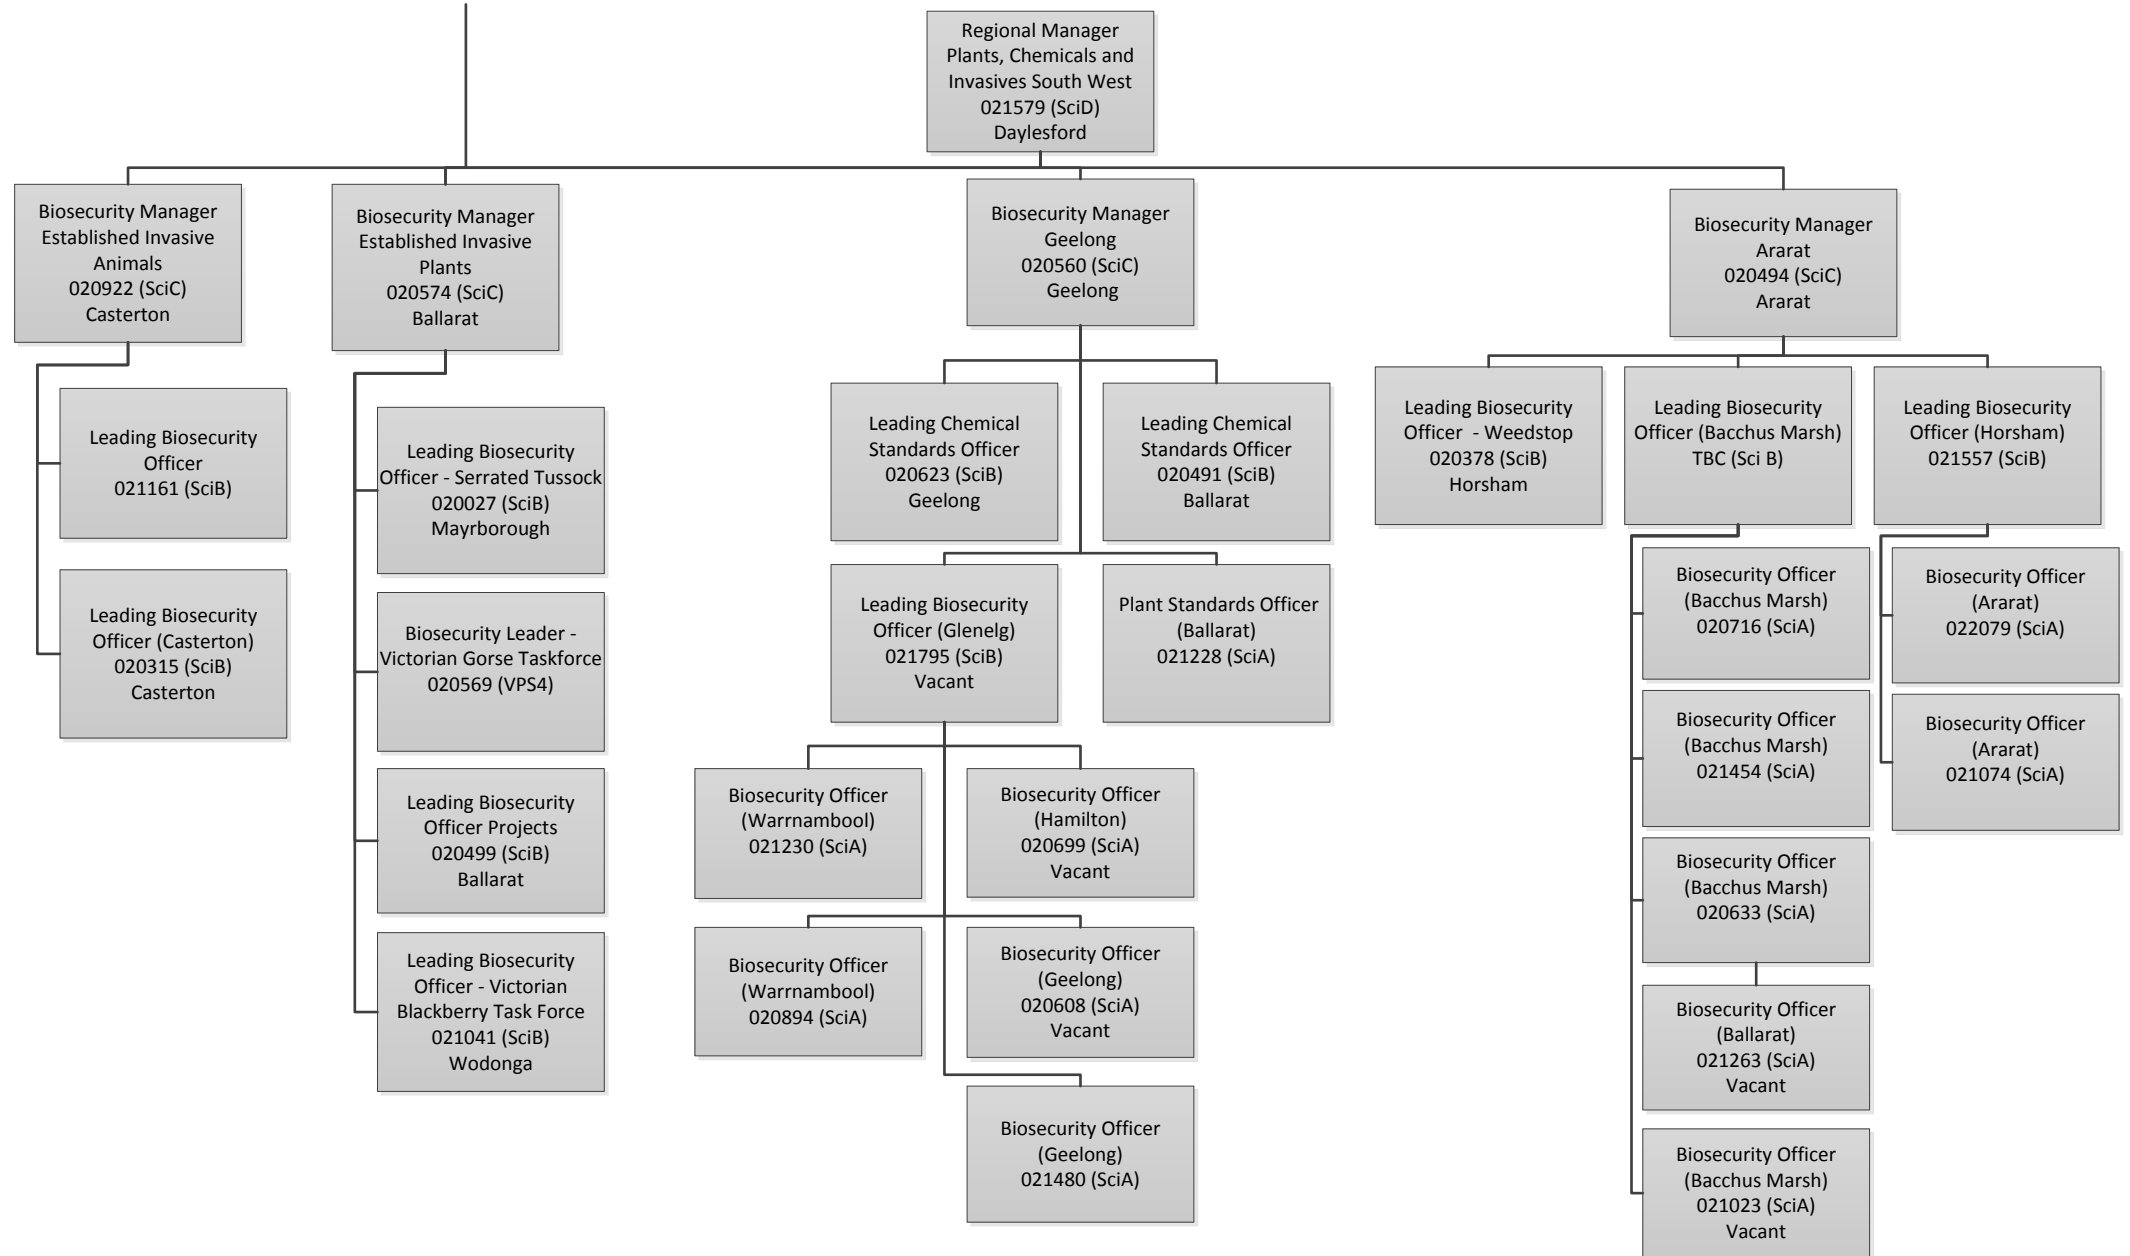 Regional Manager
Plants, Chemicals and
Invasives South West
021579 (SciD)
Daylesford
Biosecurity Manager
Established Invasive
Animals
020922 (SciC)
Casterton
Leading Biosecurity
Officer
021161 (SciB)
Leading Biosecurity
Officer (Casterton)
020315 (SciB)
Casterton
Biosecurity Manager
Established Invasive
Plants
020574 (SciC)
Ballarat
Leading Biosecurity
Officer - Serrated Tussock
020027 (SciB)
Mayrborough
Biosecurity Leader -
Victorian Gorse Taskforce
020569 (VPS4)
Leading Biosecurity
Officer Projects
020499 (SciB)
Ballarat
Leading Biosecurity
Officer - Victorian
Blackberry Task Force
021041 (SciB)
Wodonga
Biosecurity Manager
Geelong
020560 (SciC)
Geelong
Leading Chemical
Standards Officer
020623 (SciB)
Geelong
Leading Chemical
Standards Officer
020491 (SciB)
Ballarat
Leading Biosecurity
Officer (Glenelg)
021795 (SciB)
Vacant
Plant Standards Officer
(Ballarat)
021228 (SciA)
Biosecurity Officer
(Warrnambool)
021230 (SciA)
Biosecurity Officer
(Hamilton)
020699 (SciA)
Vacant
Biosecurity Officer
(Warrnambool)
020894 (SciA)
Biosecurity Officer
(Geelong)
020608 (SciA)
Vacant
Biosecurity Officer
(Geelong)
021480 (SciA)
Biosecurity Manager
Ararat
020494 (SciC)
Ararat
Leading Biosecurity
Officer  - Weedstop
020378 (SciB)
Horsham
Leading Biosecurity
Officer (Bacchus Marsh)
TBC (Sci B)
Leading Biosecurity
Officer (Horsham)
021557 (SciB)
Biosecurity Officer
(Bacchus Marsh)
020716 (SciA)
Biosecurity Officer
(Bacchus Marsh)
021454 (SciA)
Biosecurity Officer
(Bacchus Marsh)
020633 (SciA)
Biosecurity Officer
(Ballarat)
021263 (SciA)
Vacant
Biosecurity Officer
(Bacchus Marsh)
021023 (SciA)
Vacant
Biosecurity Officer
(Ararat)
022079 (SciA)
Biosecurity Officer
(Ararat)
021074 (SciA)